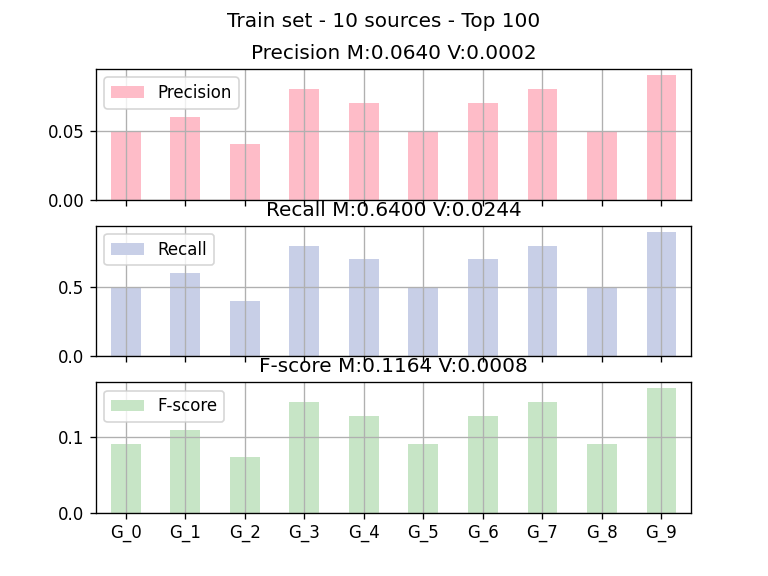 Train set - 10 sources - Top 100
Precision M:0.0640 V:0.0002
Precision
0.05
0.00
Recall M:0.6400 V:0.0244
Recall
0.5
0.0
F-score M:0.1164 V:0.0008
F-score
0.1
0.0
G_0 G_1 G_2 G_3 G_4 G_5 G_6 G_7 G_8 G_9